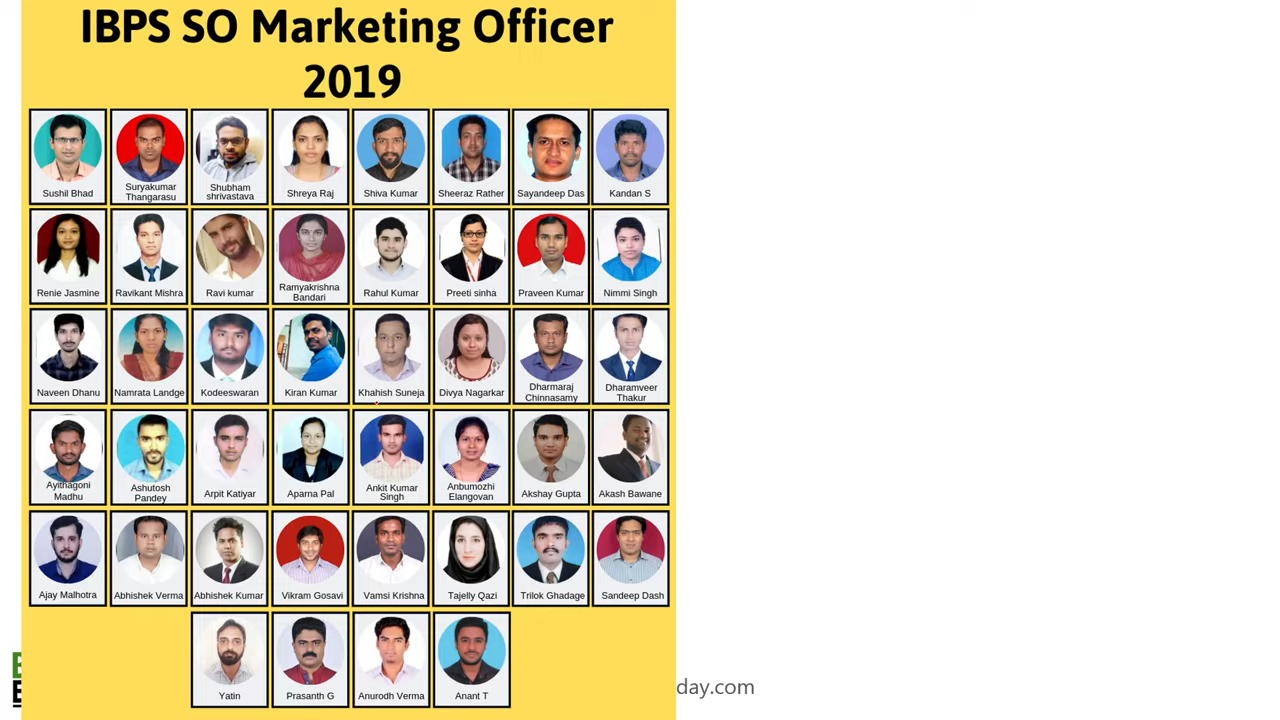 IBPS SO Marketing Officer
2019
Sushil Bhad
Suryakumar
Thangarasu
Shubham
shrivastava
Shreya Raj
Shiva Kumar
Sheeraz Rather
Sayandeep Das
Kandan S
Renie Jasmine
Ravikant Mishra
Ravi kumar
Ramyakrishna
Bandari
Rahul Kumar
Preeti sinha
Praveen Kumar
Nimmi Singh
Naveen Dhanu
Namrata Landge
Kodeeswaran
Kiran Kumar
Khahish Suneja
Divya Nagarkar
Dharmaraj
Chinnasamy
Dharamveer
Thakur
Ayithagoni
Madhu
Ashutosh
Pandey
Arpit Katiyar
Aparna Pal
Ankit Kumar
Singh
Anbumozhi
Elangovan
Akshay Gupta
Akash Bawane
Ajay Malhotra
Abhishek Verma
Abhishek Kumar
Vikram Gosavi
Vamsi Krishna
Tajelly Qazi
Trilok Ghadage
Sandeep Dash
Yatin
Prasanth G
Anurodh Verma
Anant T
day.com